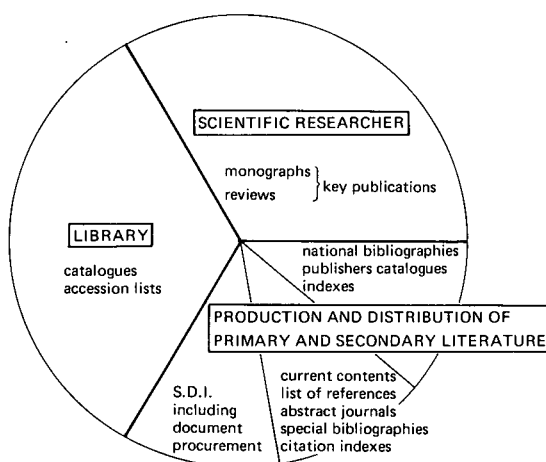 SCIENTIFIC RESEARCHER
monographs
reviews
key publications
LIBRARY
catalogues
accession lists
national bibliographies
publishers catalogues
indexes
PRODUCTION AND DISTRIBUTION OF
PRIMARY AND SECONDARY LITERATURE
S.D.I.
including
document
procurement
current contents
list of references
abstract journals
special bibliographies
citation indexes